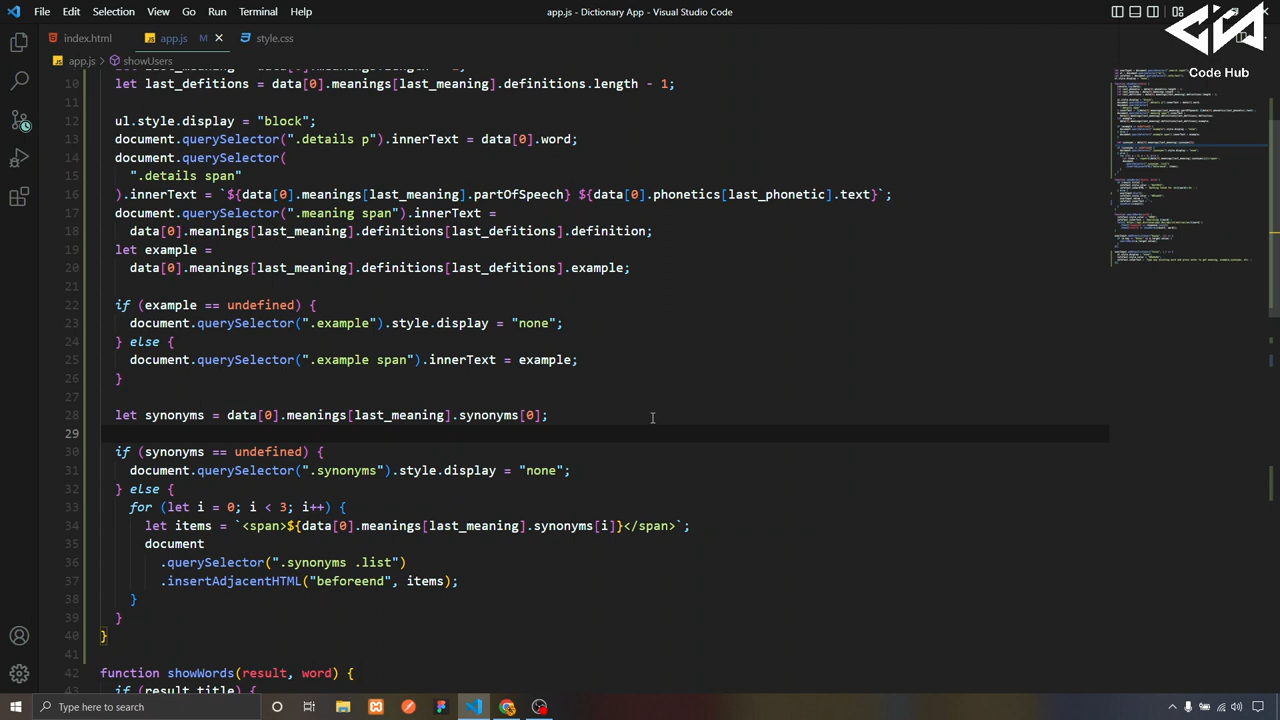 File Edit Selection View Go Run Terminal Help
app.js - Dictionary App - Visual Studio Code
index.html
app.js M
style.css
Code Hub
app.js > showUsers
10 let last_defitions = data[0].meanings[last_meaning].definitions.length - 1;
11
12 ul.style.display = "block";
13 document.querySelector(".details p").innerText = data[0].word;
14 document.querySelector(
15 ".details span"
16 ).innerText = `${data[0].meanings[last_meaning].partOfSpeech} ${data[0].phonetics[last_phonetic].text}`;
17 document.querySelector(".meaning span").innerText =
18 data[0].meanings[last_meaning].definitions[last_defitions].definition;
19 let example =
20 data[0].meanings[last_meaning].definitions[last_defitions].example;
21
22 if (example == undefined) {
23 document.querySelector(".example").style.display = "none";
24 } else {
25 document.querySelector(".example span").innerText = example;
26 }
27
28 let synonyms = data[0].meanings[last_meaning].synonyms[0];
29
30 if (synonyms == undefined) {
31 document.querySelector(".synonyms").style.display = "none";
32 } else {
33 for (let i = 0; i < 3; i++) {
34 let items = `<span>${data[0].meanings[last_meaning].synonyms[i]}</span>`;
35 document
36 .querySelector(".synonyms .list")
37 .insertAdjacentHTML("beforeend", items);
38 }
39 }
40 }
41
42 function showWords(result, word) {
43 if (result.title) {
Type here to search